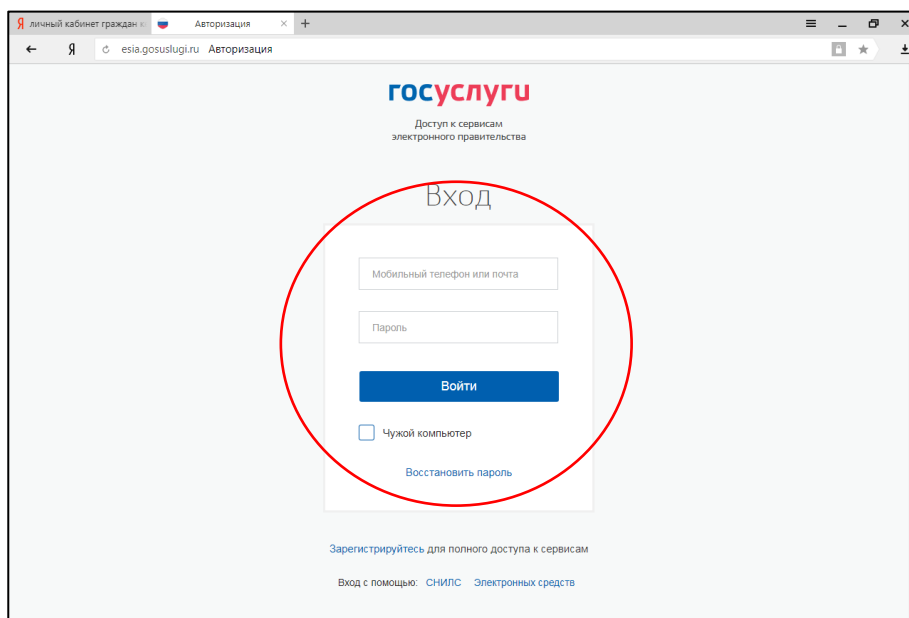 Я личный кабинет граждан к
Авторизация
esia.gosuslugi.ru Авторизация
госуслуги
Доступ к сервисам
электронного правительства
Вход
Мобильный телефон или почта
Пароль
Войти
Чужой компьютер
Восстановить пароль
Зарегистрируйтесь для полного доступа к сервисам
Вход с помощью: СНИЛС Электронных средств